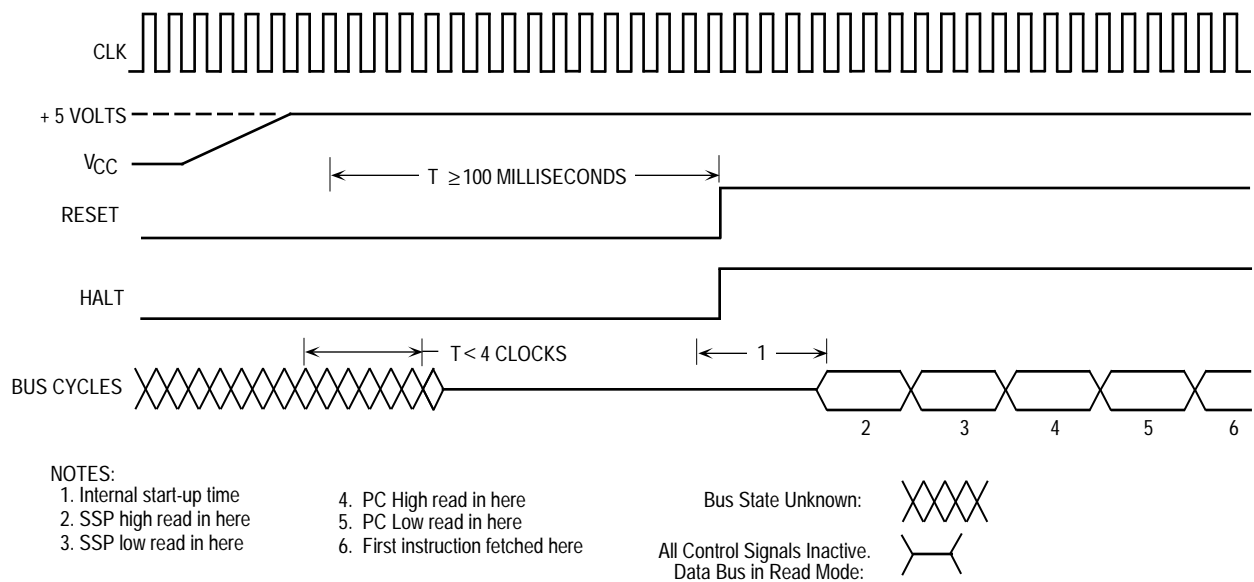 CLK
+ 5 VOLTS
VCC
T ≥100 MILLISECONDS
RESET
HALT
T < 4 CLOCKS
1
BUS CYCLES
2 3 4 5 6
NOTES:
1. Internal start-up time
2. SSP high read in here
3. SSP low read in here
4. PC High read in here
5. PC Low read in here
6. First instruction fetched here
Bus State Unknown:
All Control Signals Inactive.
Data Bus in Read Mode: